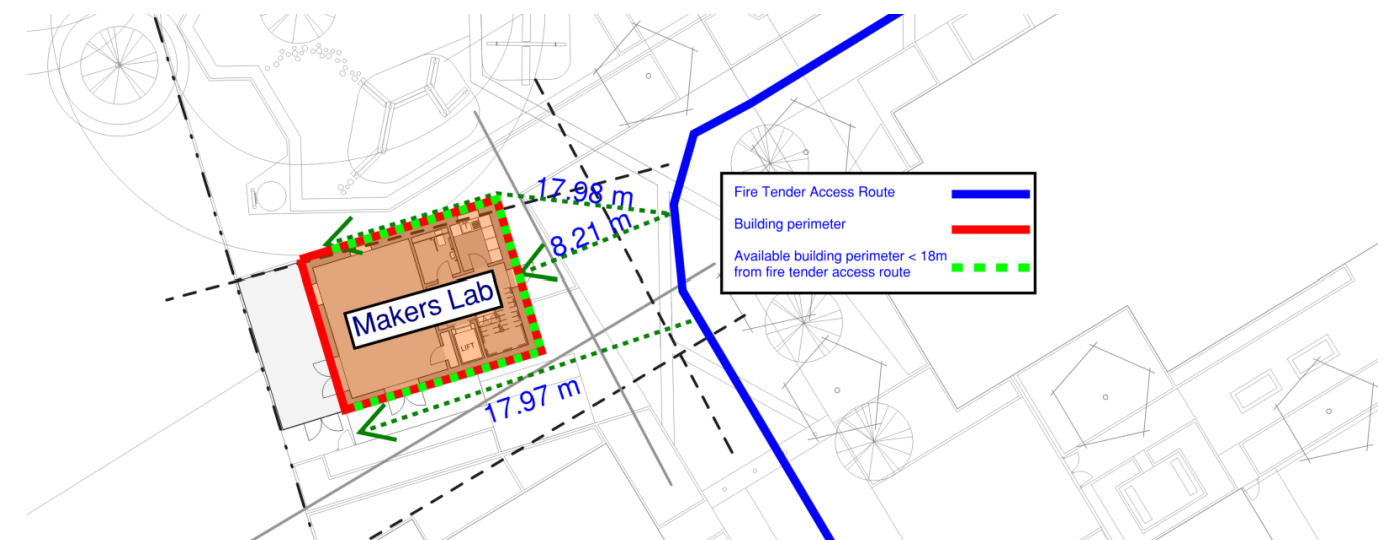 17.98 m
8.21 m
Fire Tender Access Route
Building perimeter
Available building perimeter < 18m
from fire tender access route
Makers Lab
LIFT
17.97 m